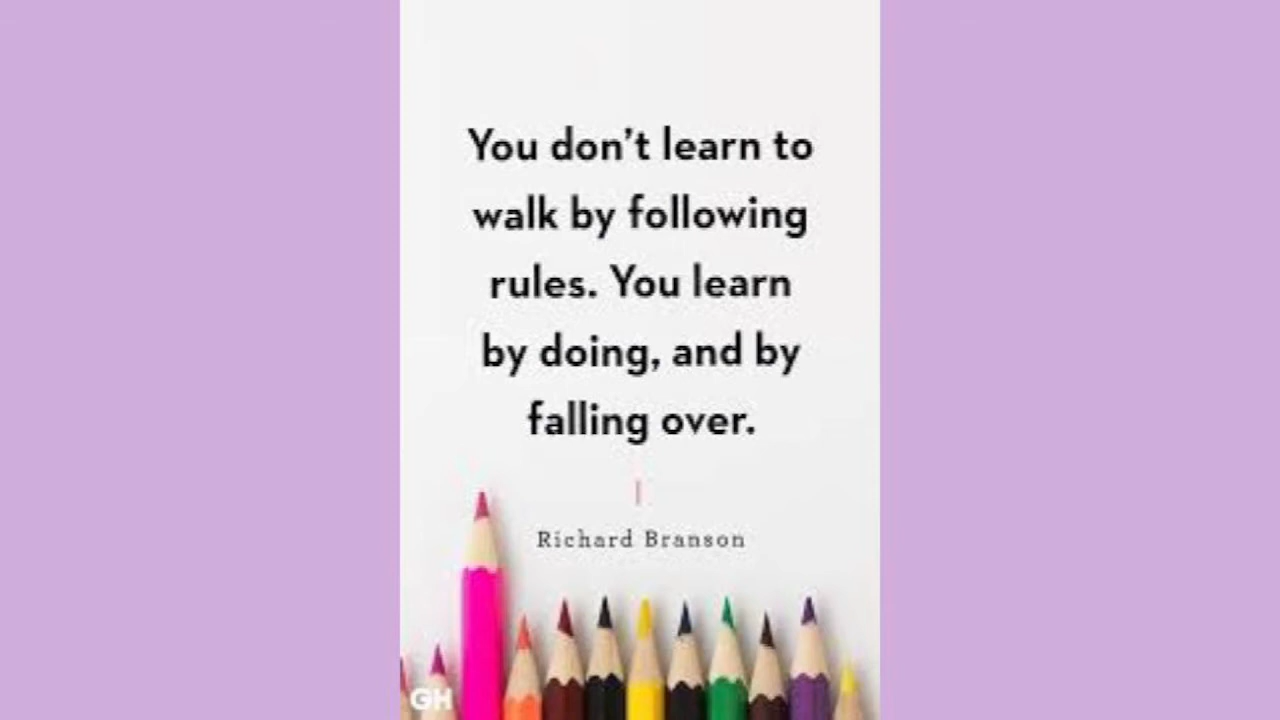 You don't learn to
walk by following
rules. You learn
by doing, and by
falling over.
Richard Branson
GH